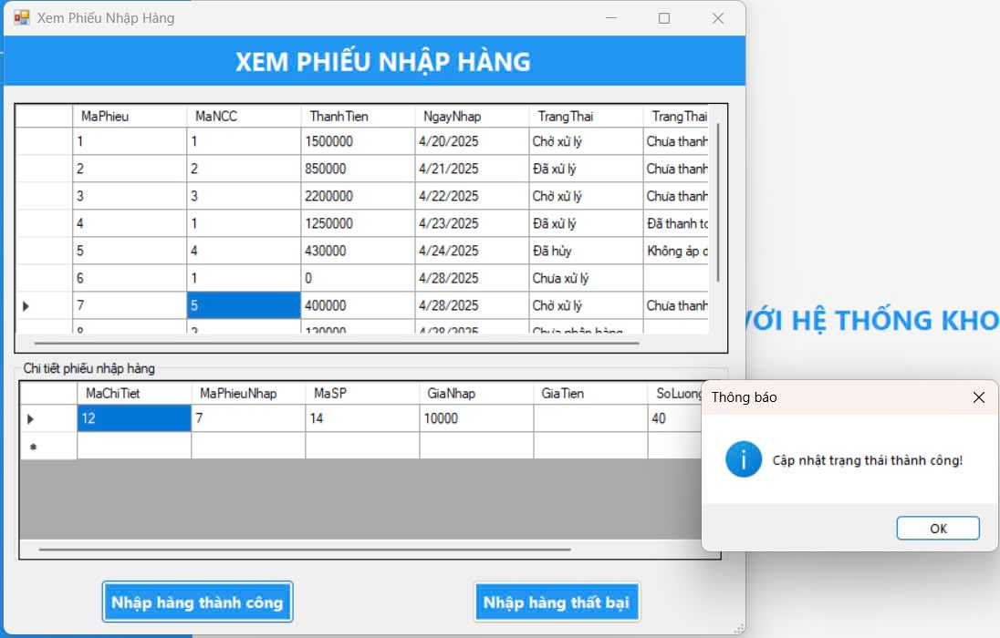 Xem Phiếu Nhập Hàng
XEM PHIẾU NHẬP HÀNG
MaPhieu MaNCC ThanhTien NgayNhap TrangThai TrangThai
1 1 1500000 4/20/2025 Chờ xử lý Chưa thanh
2 2 850000 4/21/2025 Đã xử lý Chưa thanh
3 3 2200000 4/22/2025 Chờ xử lý Chưa thanh
4 1 1250000 4/23/2025 Đã xử lý Đã thanh to
5 4 430000 4/24/2025 Đã hủy Không áp d
6 1 0 4/28/2025 Chưa xử lý
7 5 400000 4/28/2025 Chờ xử lý Chưa thanh
8 2 120000 4/28/2025 Chưa nhận hàng
VỚI HỆ THỐNG KHO
Chi tiết phiếu nhập hàng
MaChiTiet MaPhieuNhap MaSP GiaNhap GiaTien SoLuong
12 7 14 10000 40
Thông báo
Cập nhật trạng thái thành công!
OK
Nhập hàng thành công Nhập hàng thất bại